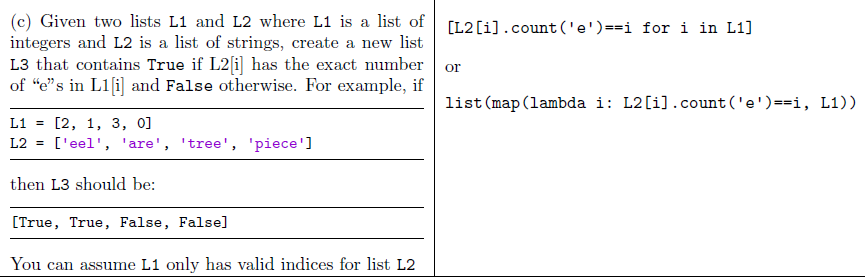 (c) Given two lists L1 and L2 where L1 is a list of
integers and L2 is a list of strings, create a new list
L3 that contains True if L2[i] has the exact number
of “e”s in L1[i] and False otherwise. For example, if
L1 = [2, 1, 3, 0]
L2 = ['eel', 'are', 'tree', 'piece']
then L3 should be:
[True, True, False, False]
You can assume L1 only has valid indices for list L2
[L2[i].count('e')==i for i in L1]
or
list(map(lambda i: L2[i].count('e')==i, L1))